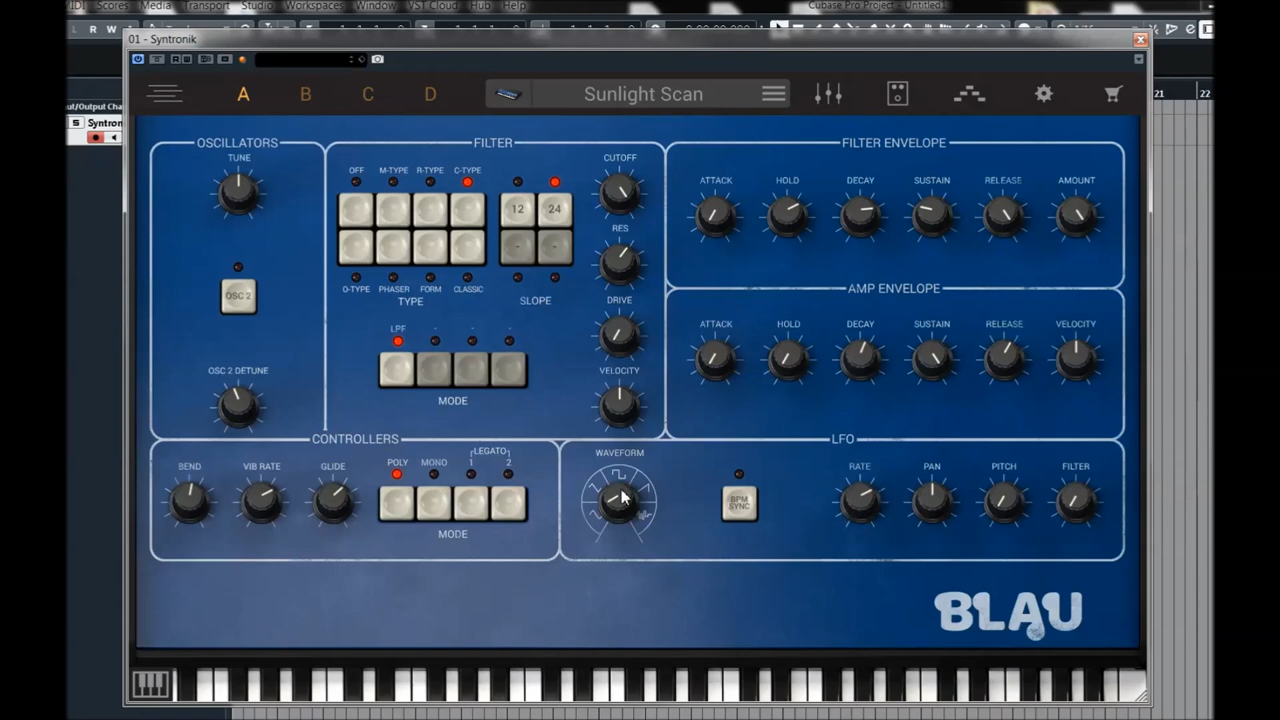 Scores Media Transport Studio Workspaces Window VST Cloud Hub Help Cubase Pro Project - Untitled1
R W
01 - Syntronik
A B C D Sunlight Scan
21 22
S Syntron
OSCILLATORS FILTER FILTER ENVELOPE
TUNE CUTOFF
OFF M-TYPE R-TYPE C-TYPE
ATTACK HOLD DECAY SUSTAIN RELEASE AMOUNT
12 24
RES
- -
OSC 2
O-TYPE PHASER FORM CLASSIC
TYPE SLOPE
AMP ENVELOPE
DRIVE
LPF - - -
ATTACK HOLD DECAY SUSTAIN RELEASE VELOCITY
OSC 2 DETUNE VELOCITY
MODE
CONTROLLERS LFO
LEGATO WAVEFORM
BEND VIB RATE GLIDE POLY MONO 1 2
RATE PAN PITCH FILTER
BPM
SYNC
MODE
BLAU